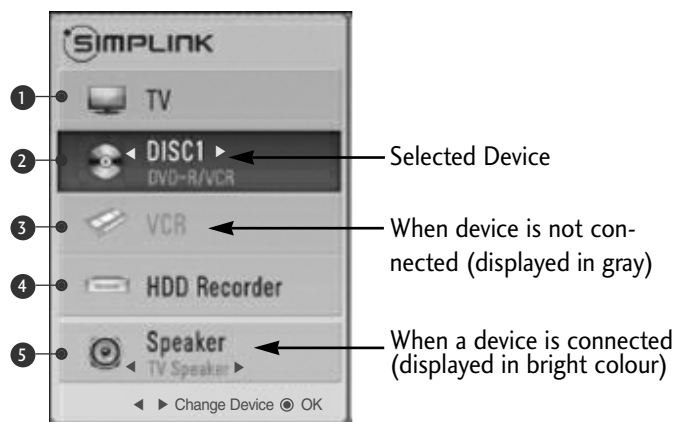 SIMPLINK
1 TV
2 ◀ DISC1 ▶
DVD-R/VCR
Selected Device
3 VCR
When device is not con-
nected (displayed in gray)
4 HDD Recorder
5 Speaker
◀ TV Speaker ▶
When a device is connected
(displayed in bright colour)
◀ ▶ Change Device ◉ OK